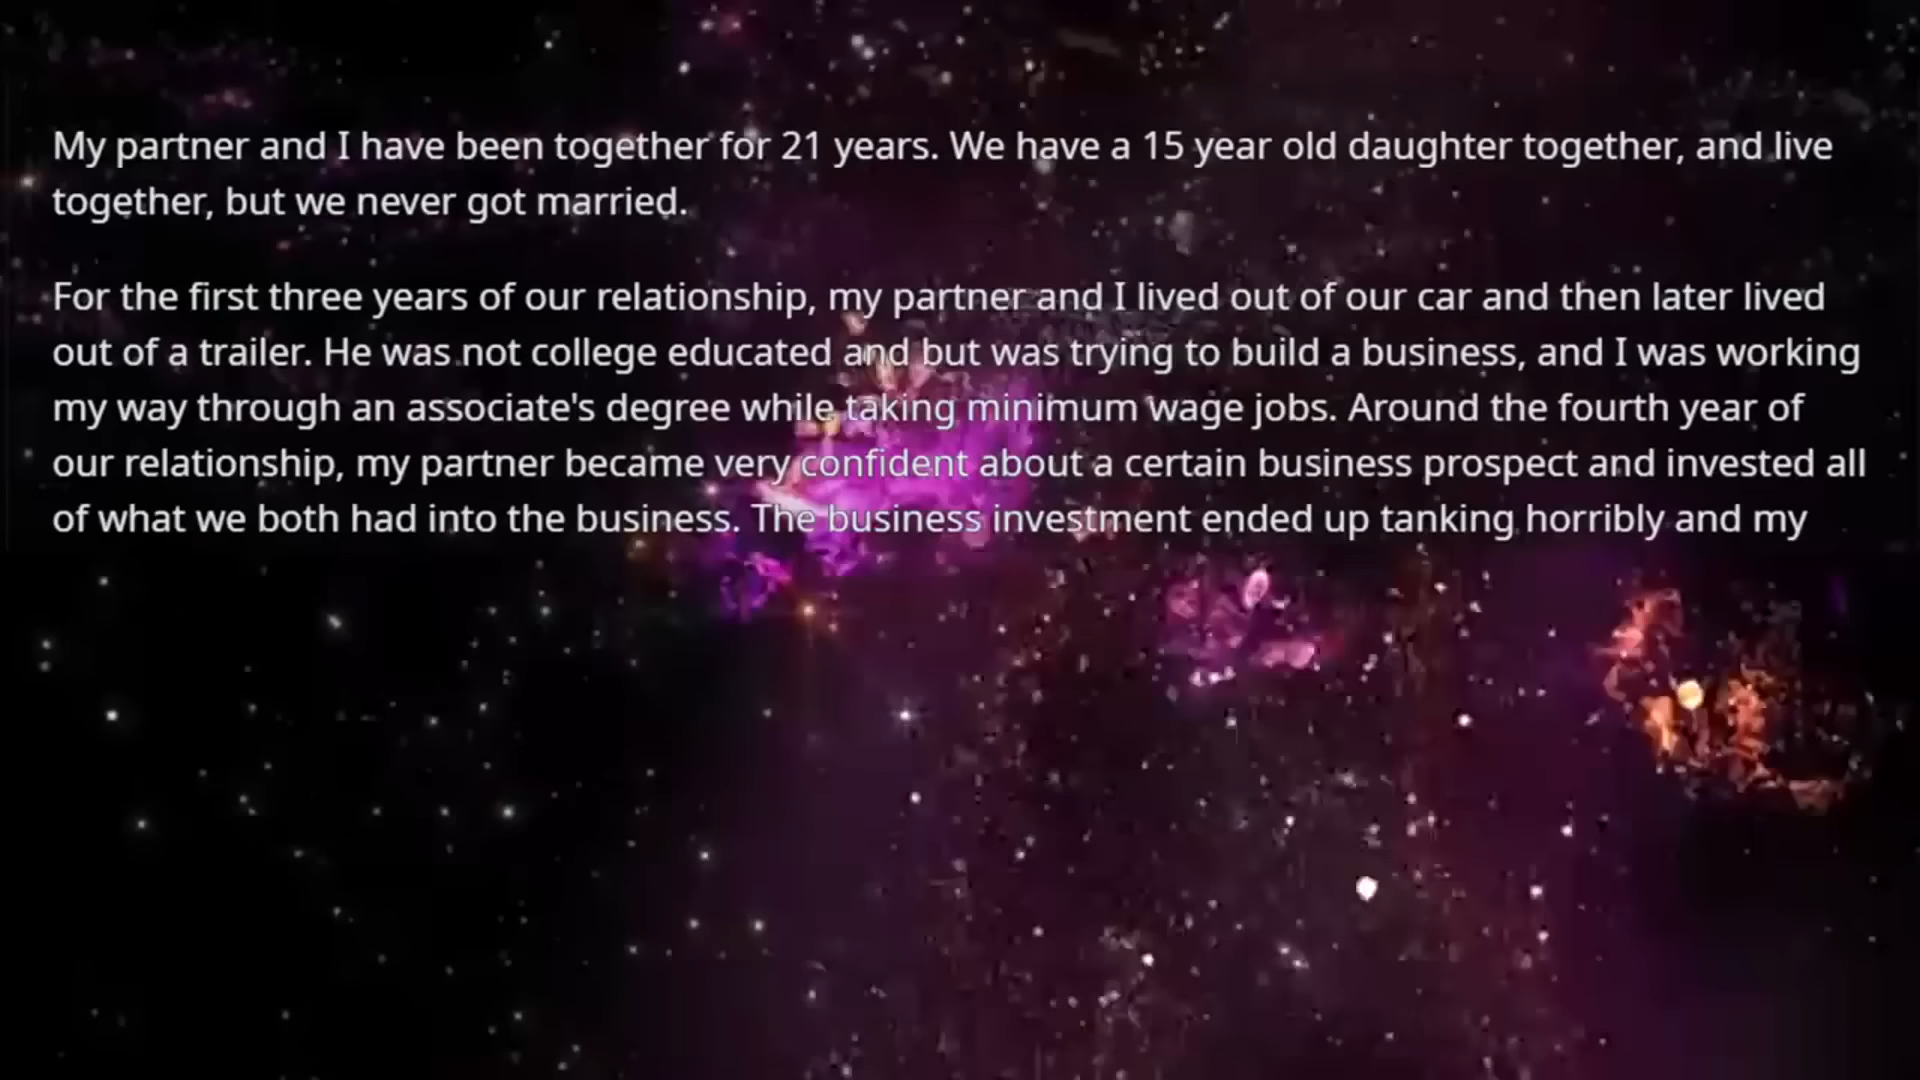 My partner and I have been together for 21 years. We have a 15 year old daughter together, and live
together, but we never got married.
For the first three years of our relationship, my partner and I lived out of our car and then later lived
out of a trailer. He was not college educated and but was trying to build a business, and I was working
my way through an associate's degree while taking minimum wage jobs. Around the fourth year of
our relationship, my partner became very confident about a certain business prospect and invested all
of what we both had into the business. The business investment ended up tanking horribly and my